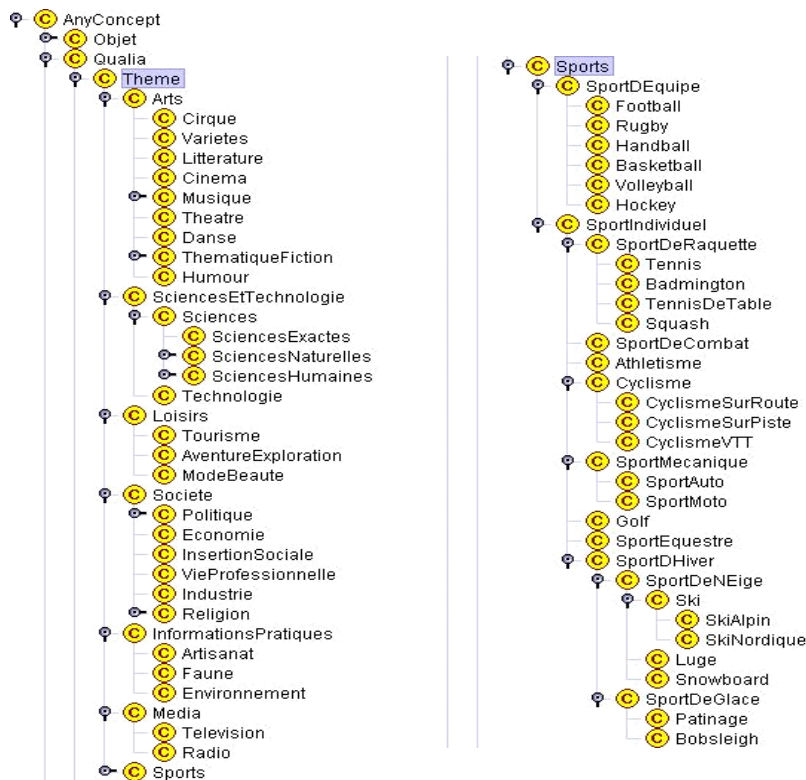 AnyConcept
Objet
Qualia
Theme
Arts
Cirque
Varietes
Litterature
Cinema
Musique
Theatre
Danse
ThematiqueFiction
Humour
SciencesEtTechnologie
Sciences
SciencesExactes
SciencesNaturelles
SciencesHumaines
Technologie
Loisirs
Tourisme
AventureExploration
ModeBeaute
Societe
Politique
Economie
InsertionSociale
VieProfessionnelle
Industrie
Religion
InformationsPratiques
Artisanat
Faune
Environnement
Media
Television
Radio
Sports
Sports
SportDEquipe
Football
Rugby
Handball
Basketball
Volleyball
Hockey
SportIndividuel
SportDeRaquette
Tennis
Badmington
TennisDeTable
Squash
SportDeCombat
Athletisme
Cyclisme
CyclismeSurRoute
CyclismeSurPiste
CyclismeVTT
SportMecanique
SportAuto
SportMoto
Golf
SportEquestre
SportDHiver
SportDeNEige
Ski
SkiAlpin
SkiNordique
Luge
Snowboard
SportDeGlace
Patinage
Bobsleigh